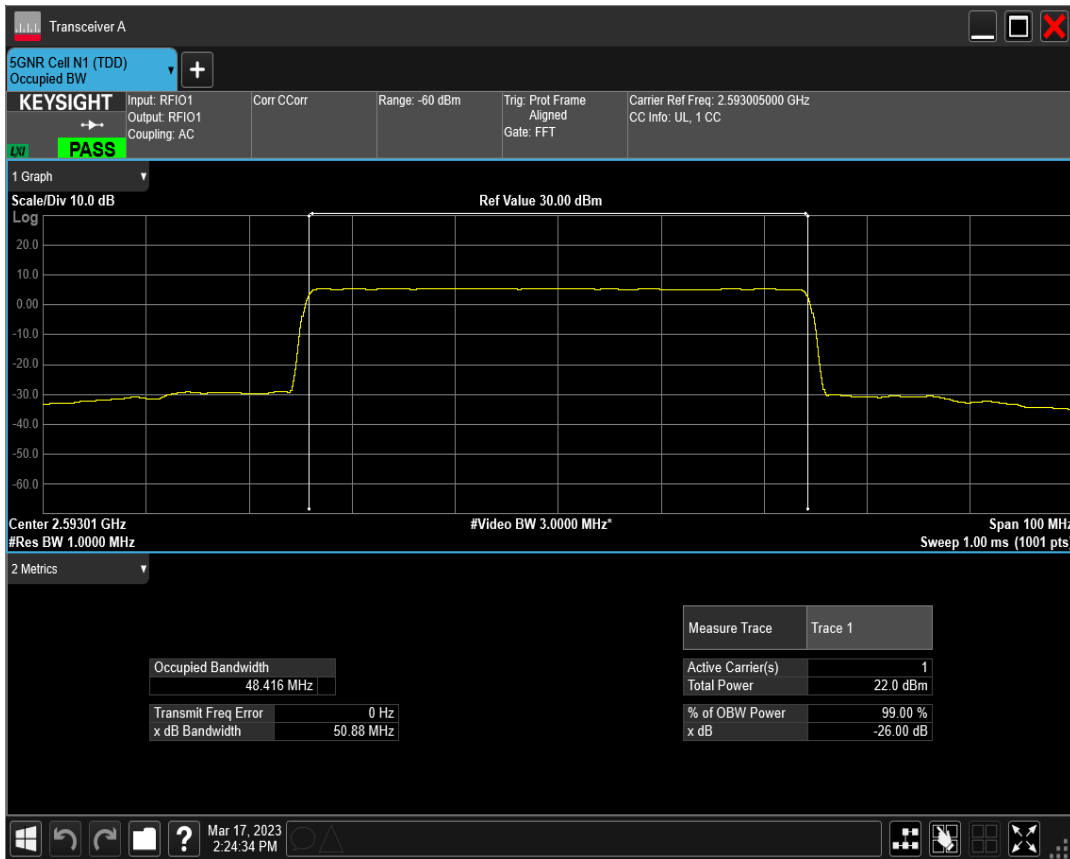 Transceiver A
5GNR Cell N1 (TDD)
Occupied BW
+
KEYSIGHT
LXI
PASS
Input: RFIO1
Output: RFIO1
Coupling: AC
Corr CCorr
Range: -60 dBm
Trig: Prot Frame
Aligned
Gate: FFT
Carrier Ref Freq: 2.593005000 GHz
CC Info: UL, 1 CC
1 Graph
Scale/Div 10.0 dB
Ref Value 30.00 dBm
Log
20.0
10.0
0.00
-10.0
-20.0
-30.0
-40.0
-50.0
-60.0
Center 2.59301 GHz
#Video BW 3.0000 MHz*
Span 100 MHz
#Res BW 1.0000 MHz
Sweep 1.00 ms (1001 pts)
2 Metrics
Measure Trace Trace 1
Occupied Bandwidth
48.416 MHz
Active Carrier(s) 1
Total Power 22.0 dBm
Transmit Freq Error 0 Hz
x dB Bandwidth 50.88 MHz
% of OBW Power 99.00 %
x dB -26.00 dB
?
Mar 17, 2023
2:24:34 PM